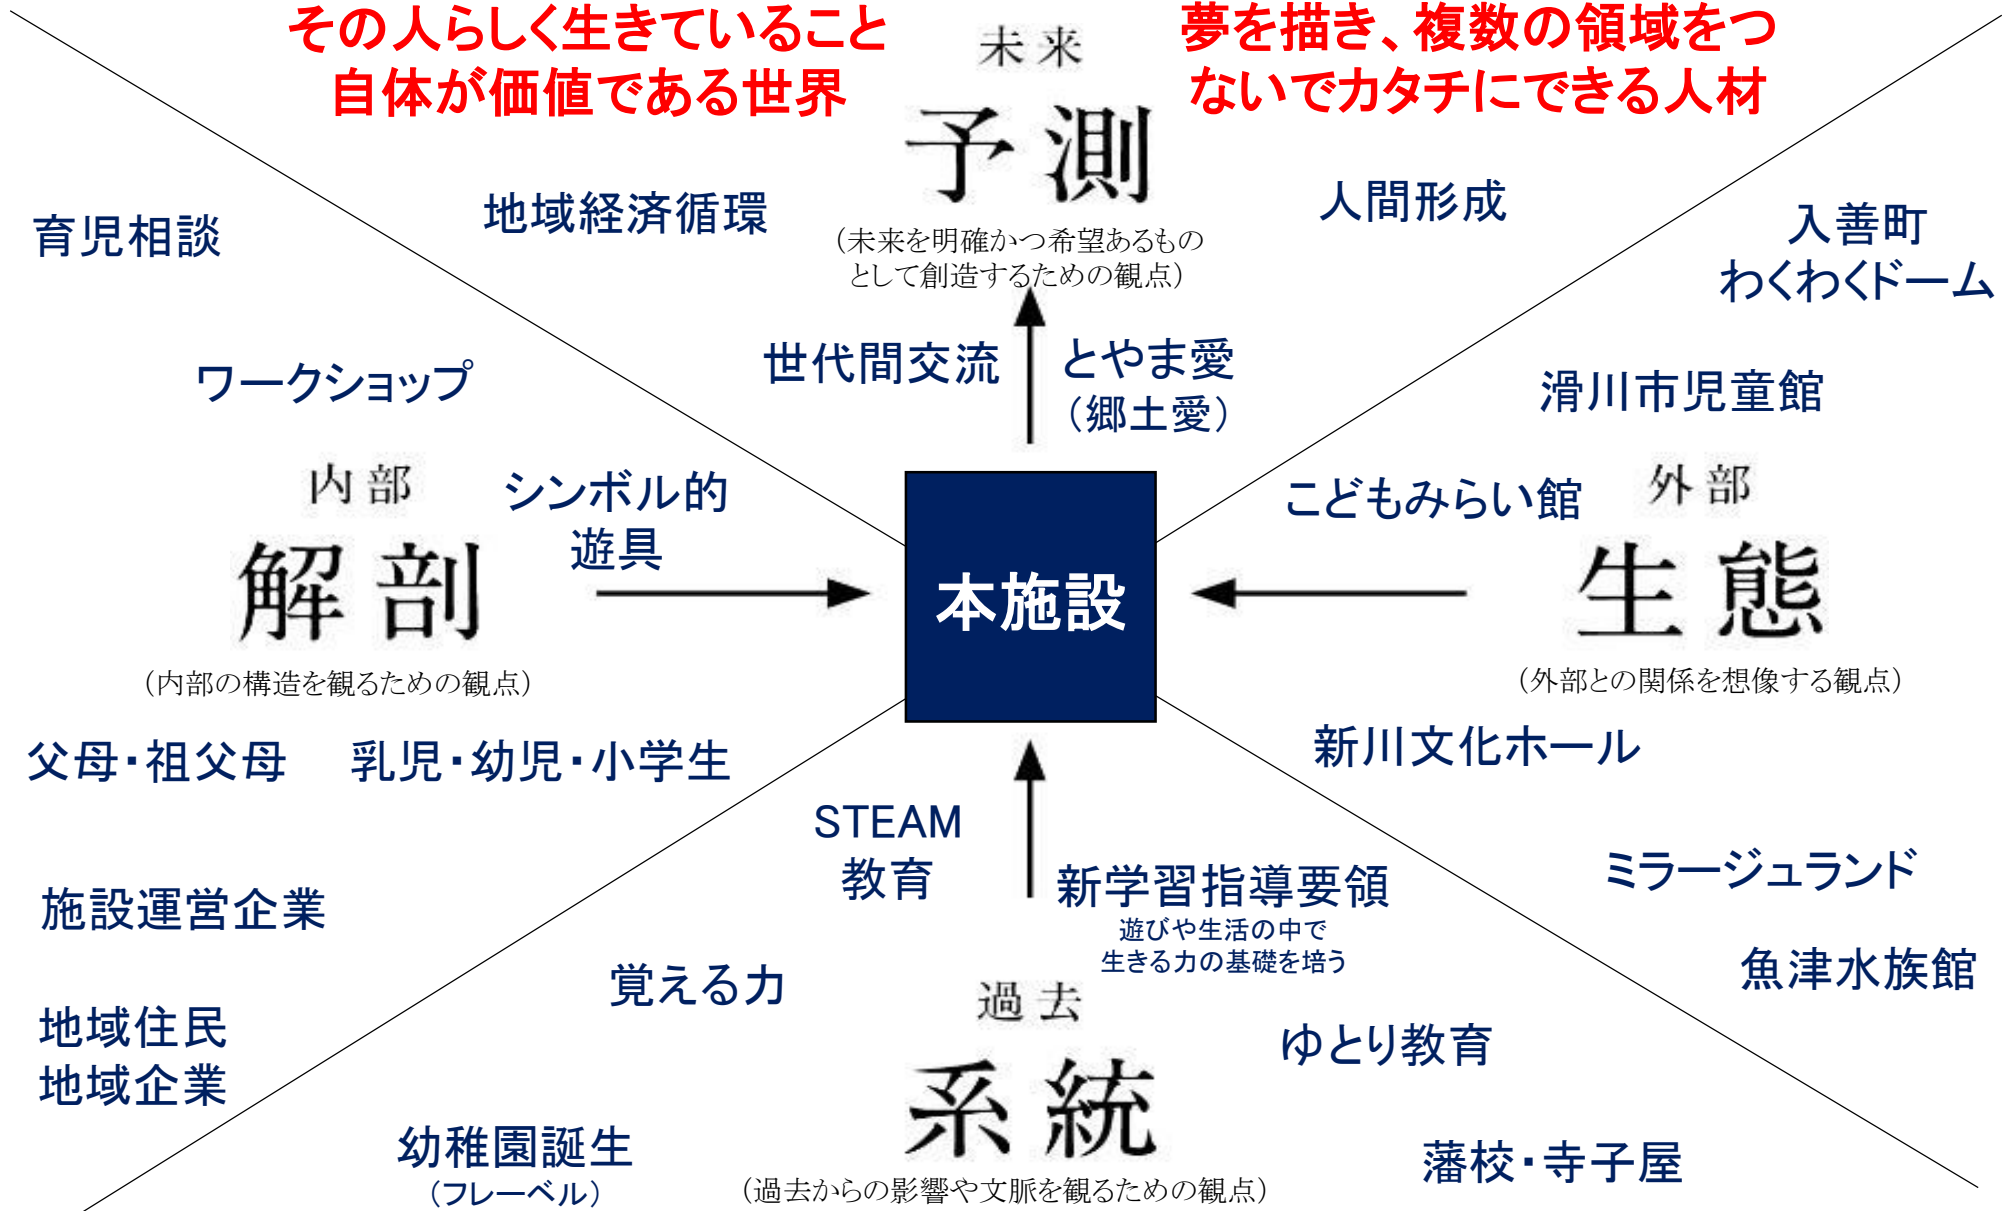 その人らしく生きていること
自体が価値である世界
夢を描き、複数の領域をつ
ないでカタチにできる人材
未来
予測
(未来を明確かつ希望あるもの
として創造するための観点)
育児相談
地域経済循環
人間形成
入善町
わくわくドーム
世代間交流
とやま愛
(郷土愛)
ワークショップ
滑川市児童館
内部
解剖
シンボル的
遊具
こどもみらい館
外部
生態
本施設
(内部の構造を観るための観点)
(外部との関係を想像する観点)
父母・祖父母
乳児・幼児・小学生
新川文化ホール
STEAM
教育
新学習指導要領
遊びや生活の中で
生きる力の基礎を培う
ミラージュランド
施設運営企業
覚える力
魚津水族館
地域住民
地域企業
過去
系統
ゆとり教育
幼稚園誕生
(フレーベル)
(過去からの影響や文脈を観るための観点)
藩校・寺子屋